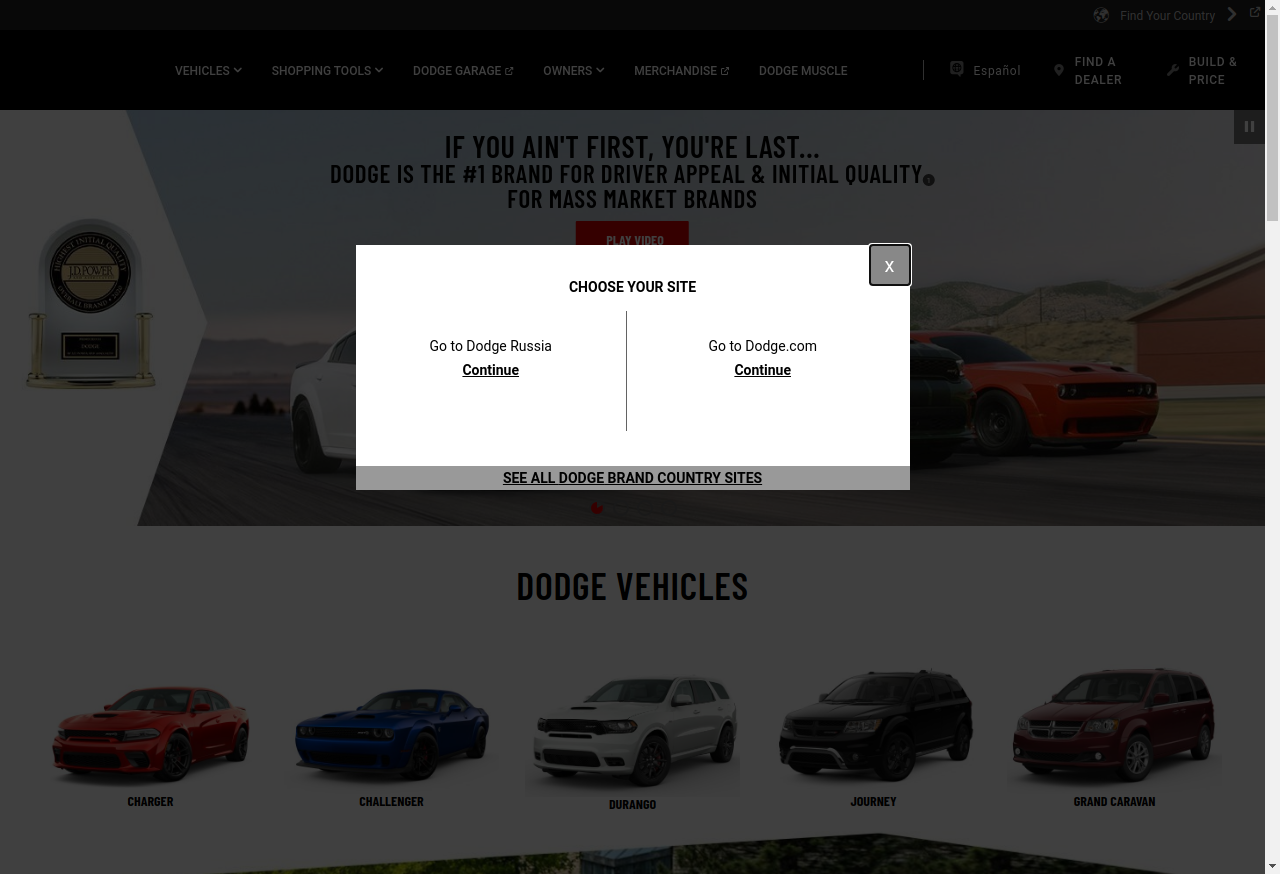 Find Your Country
VEHICLES
SHOPPING TOOLS
DODGE GARAGE
OWNERS
MERCHANDISE
DODGE MUSCLE
Español
FIND A
DEALER
BUILD &
PRICE
IF YOU AIN'T FIRST, YOU'RE LAST...
DODGE IS THE #1 BRAND FOR DRIVER APPEAL & INITIAL QUALITY
FOR MASS MARKET BRANDS
PLAY VIDEO
HIGHEST INITIAL QUALITY
J.D. POWER
X
CHOOSE YOUR SITE
Go to Dodge Russia
Continue
Go to Dodge.com
Continue
SEE ALL DODGE BRAND COUNTRY SITES
DODGE VEHICLES
CHARGER
CHALLENGER
DURANGO
JOURNEY
GRAND CARAVAN